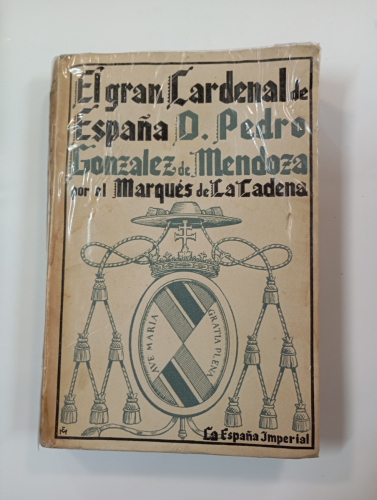 El gran Cardenal de
España D. Pedro
Gonzalez de Mendoza
por el Marqués de La Cadena
AVE MARIA
GRATIA PLENA
La España Imperial